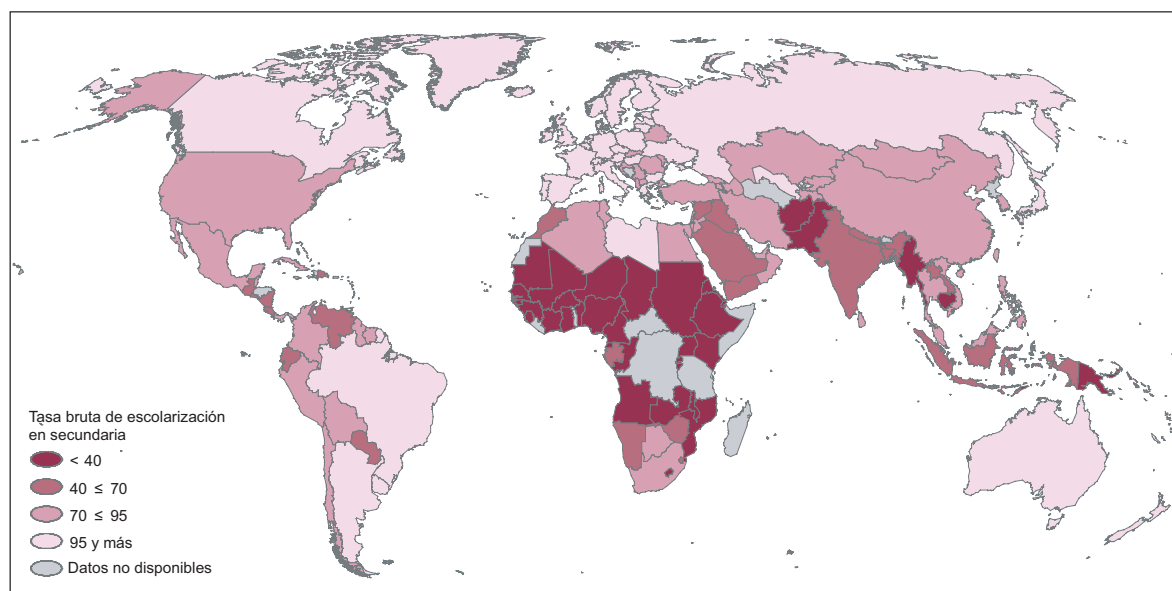 Tasa bruta de escolarización
en secundaria
< 40
40 ≤ 70
70 ≤ 95
95 y más
Datos no disponibles